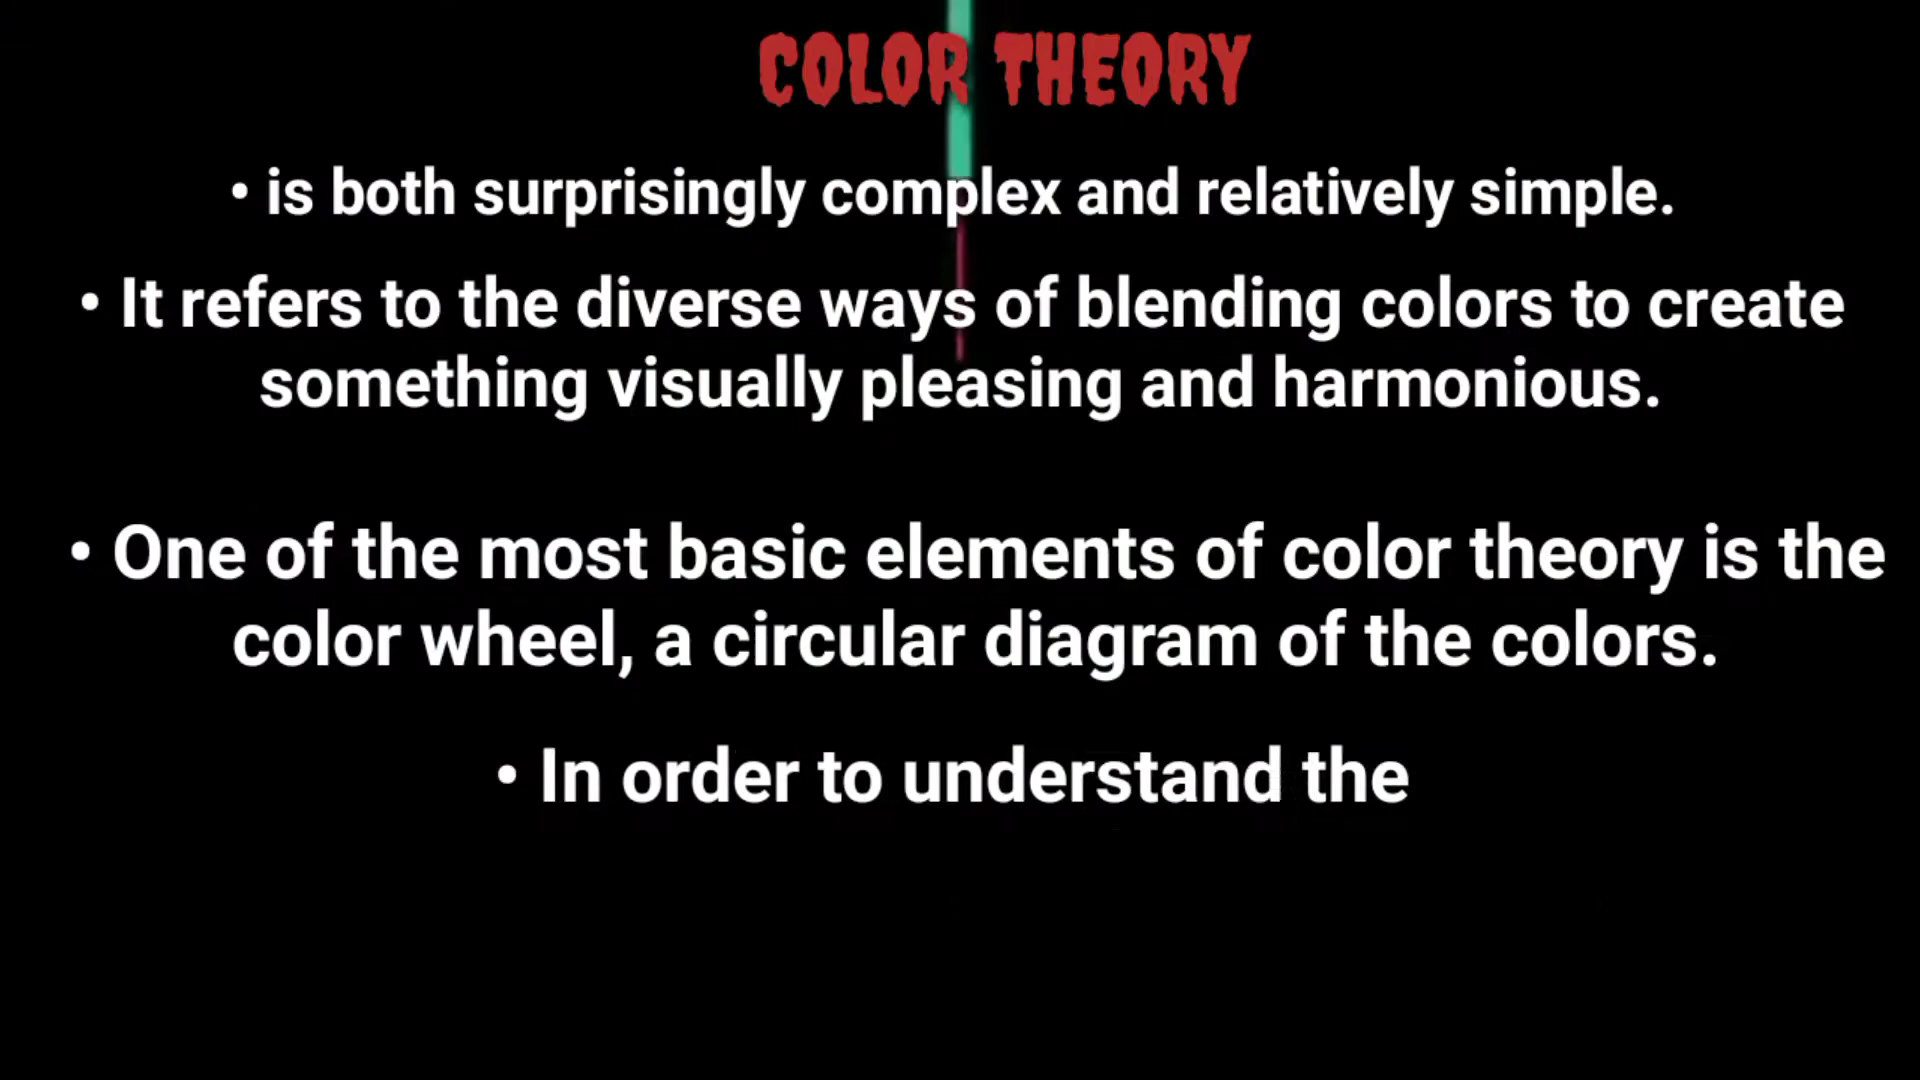 COLOR THEORY
• is both surprisingly complex and relatively simple.
• It refers to the diverse ways of blending colors to create
something visually pleasing and harmonious.
• One of the most basic elements of color theory is the
color wheel, a circular diagram of the colors.
• In order to understand the